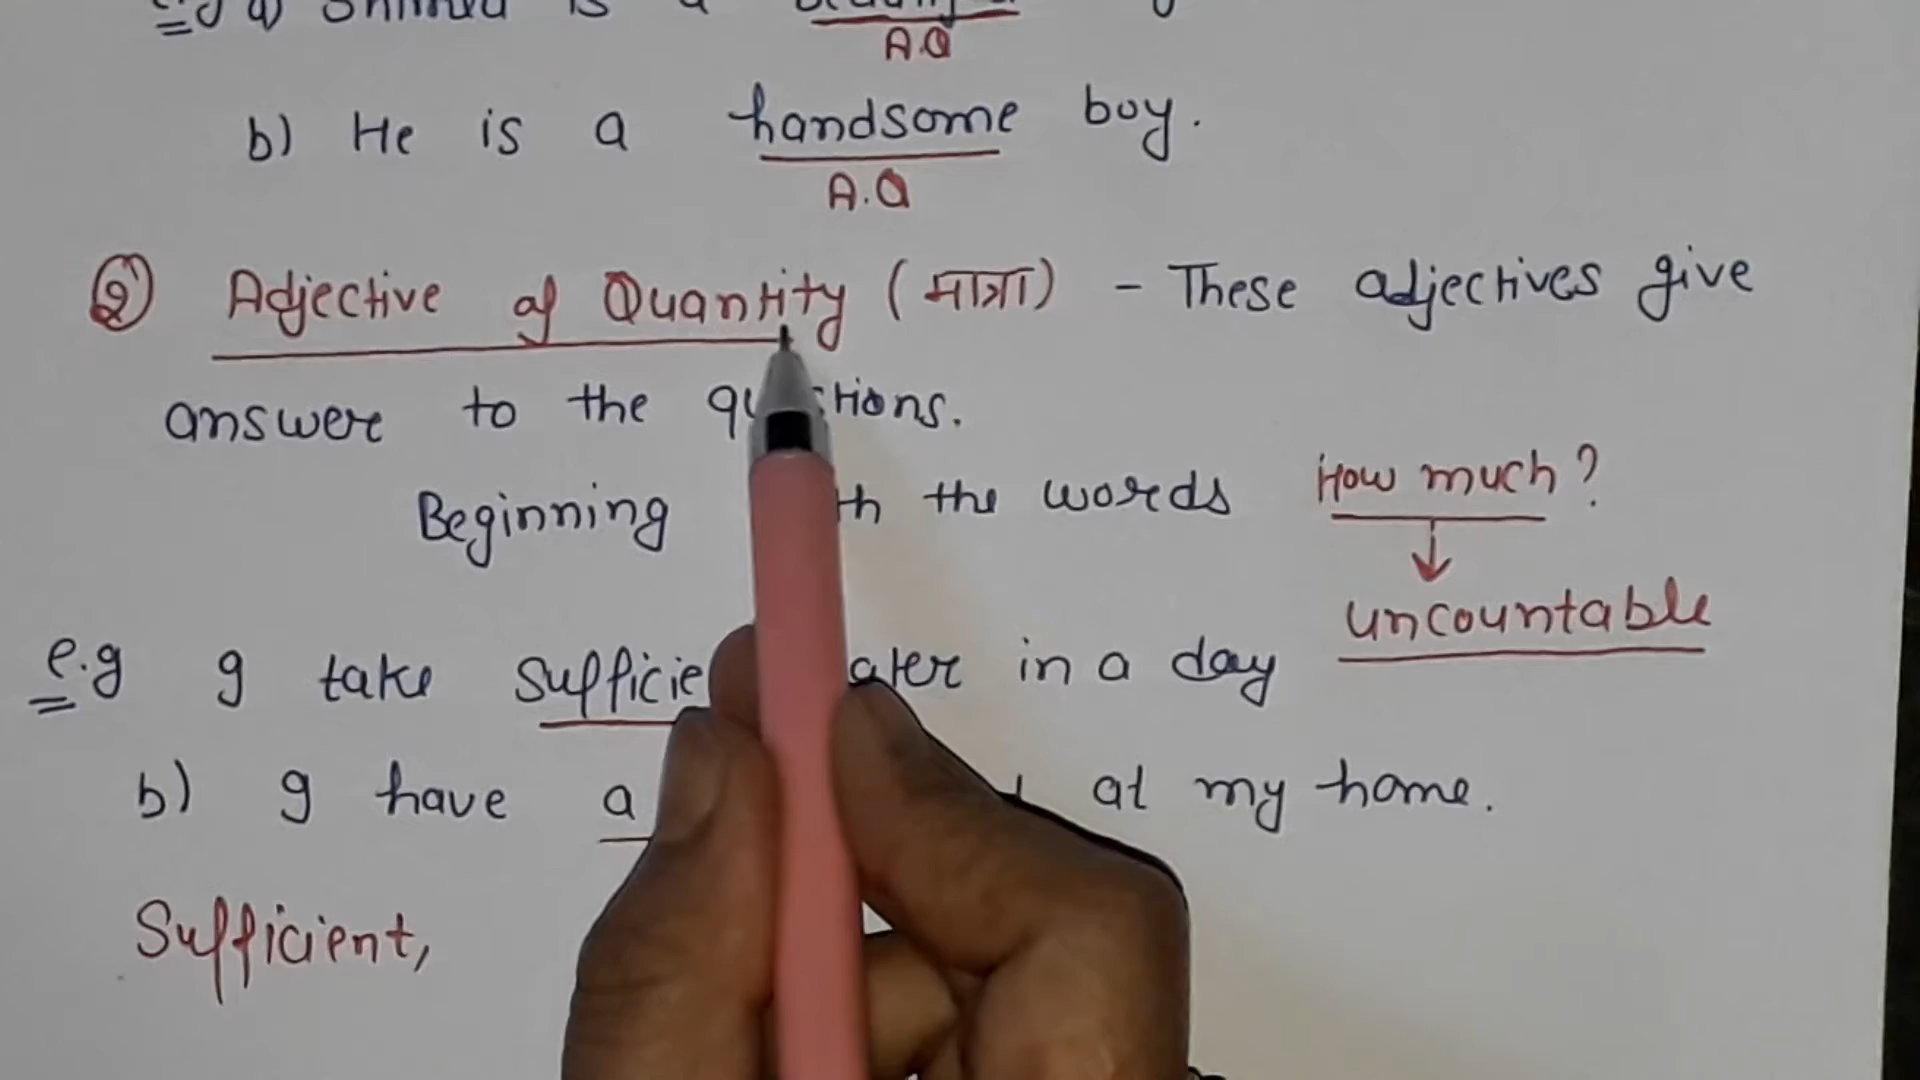 is a
A.Q
b) He is a handsome boy.
A.Q
2) Adjective of Quantity (मात्रा) - These adjectives give
answer to the questions.
Beginning the words How much?
uncountable
e.g I take in a day
b) I have a at my home.
Sufficient,